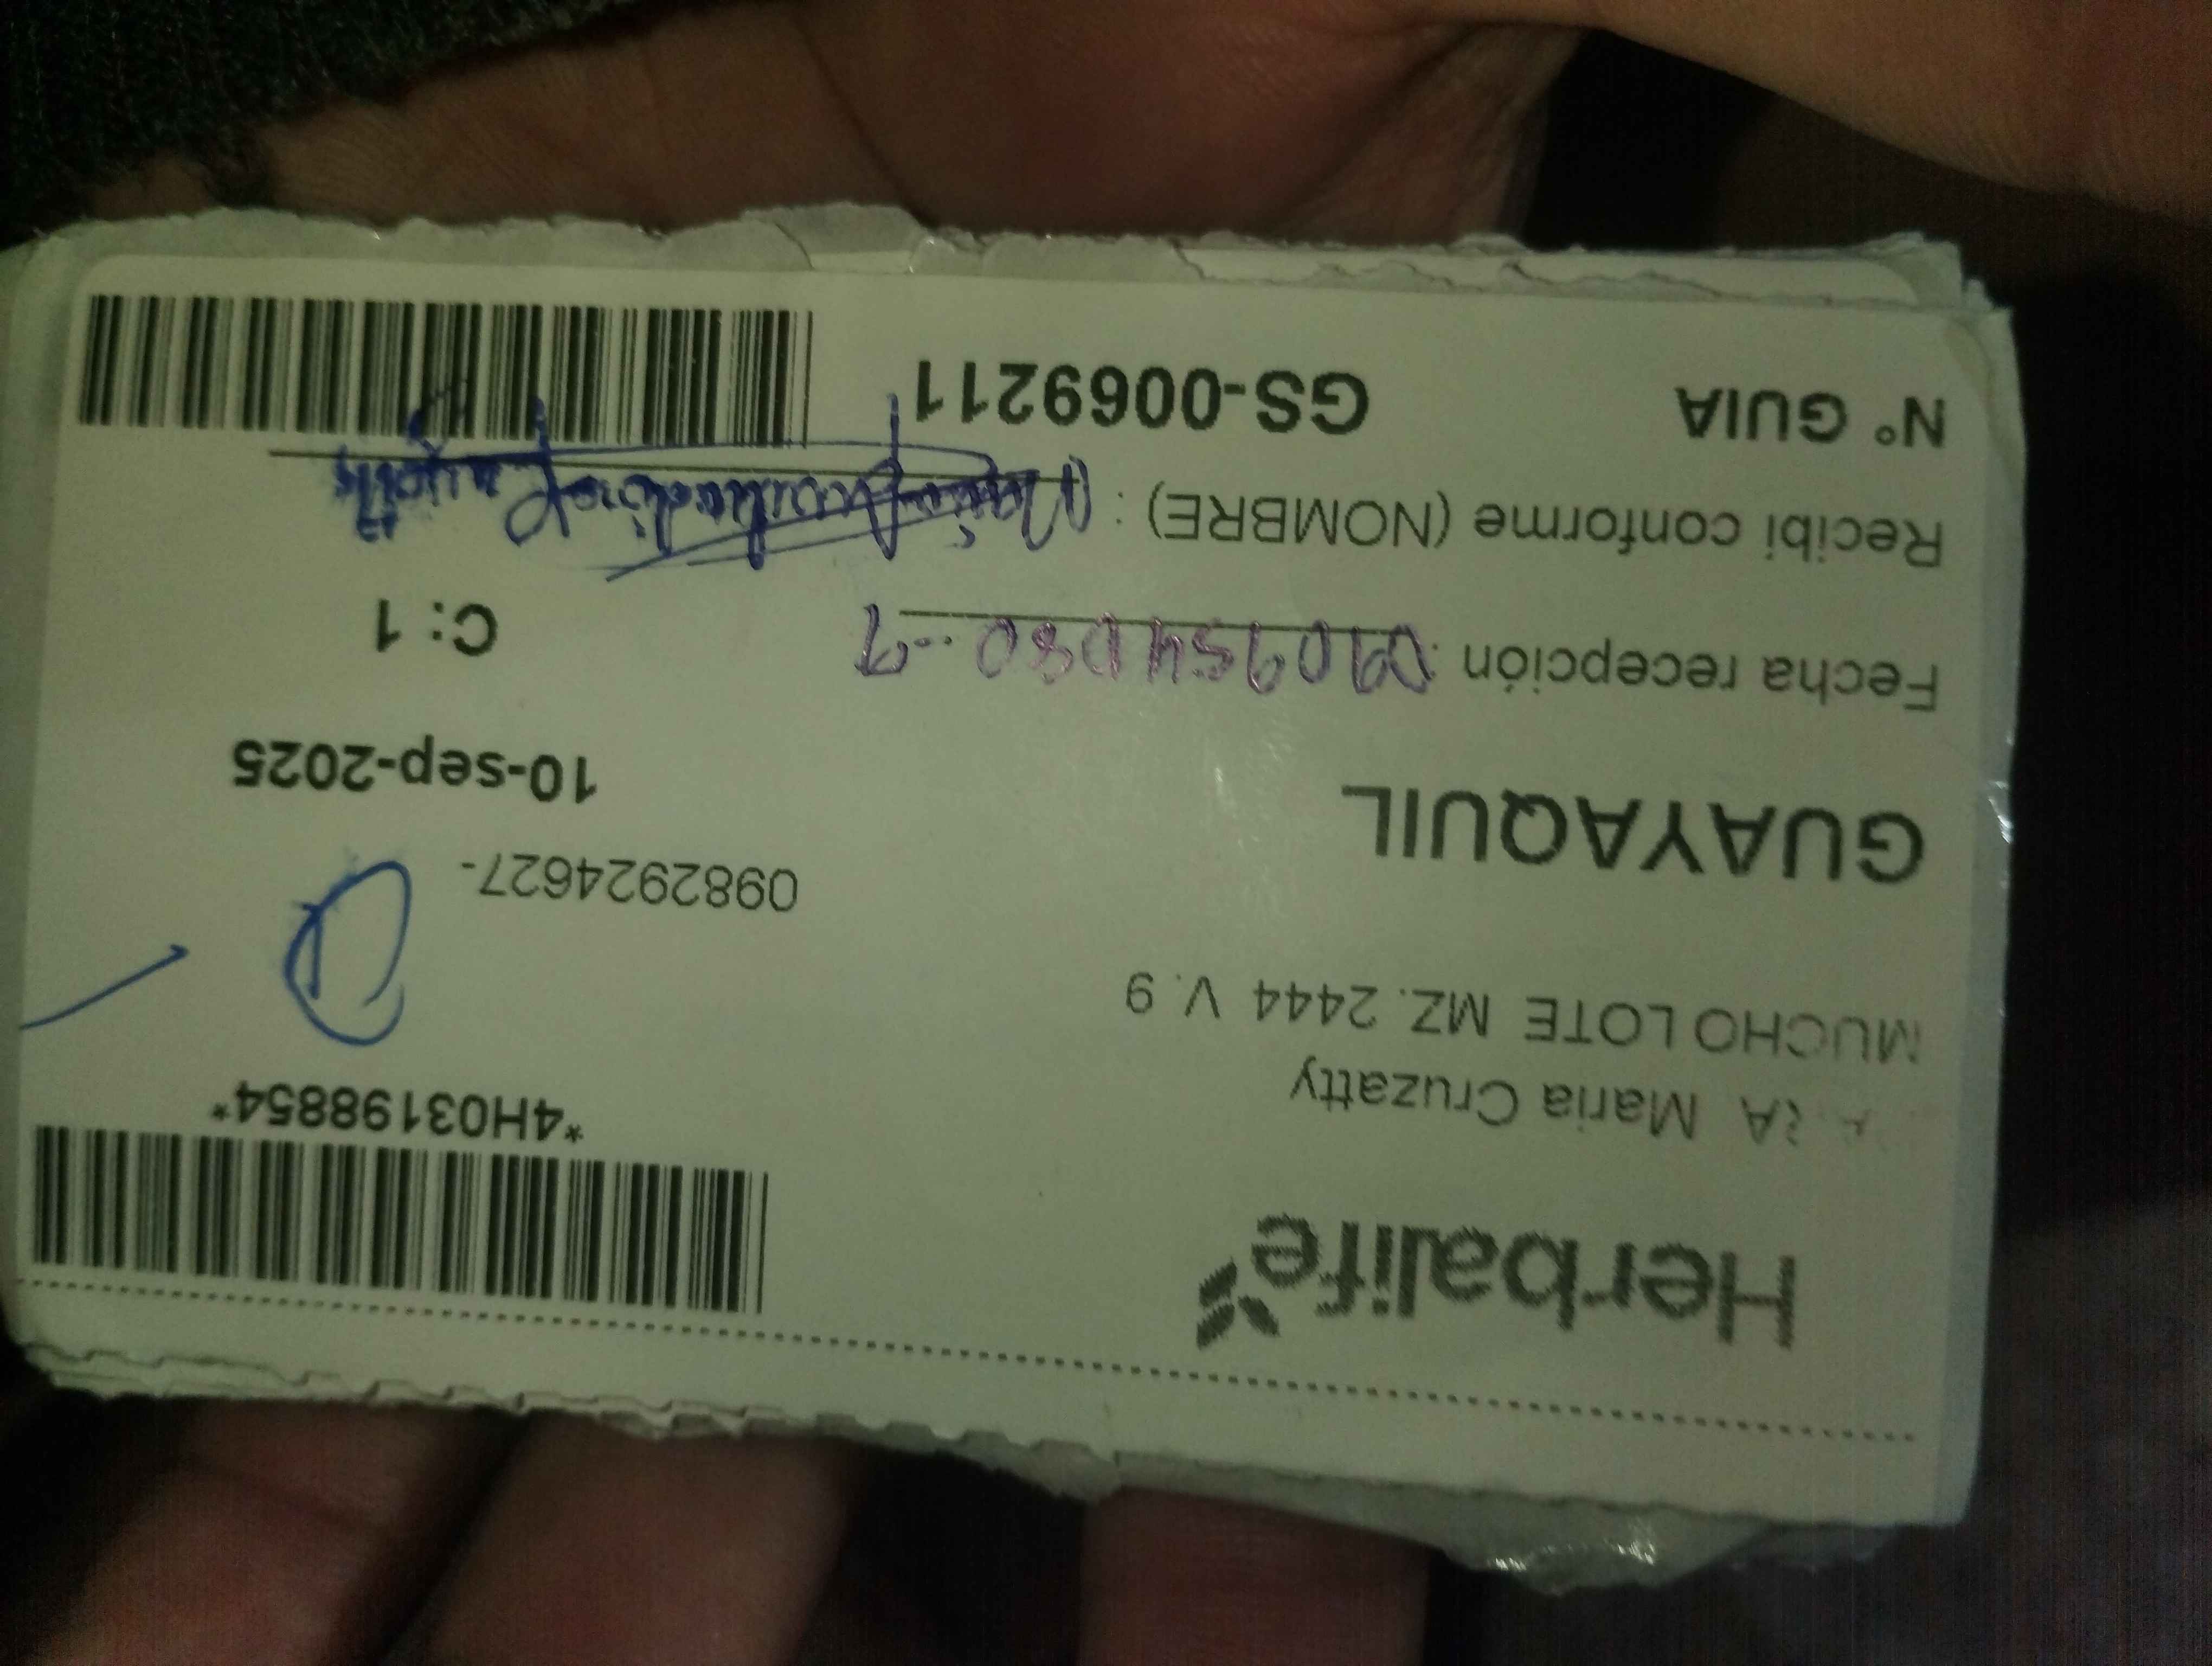 Herbalife
Maria Cruzatty
*4H03198854*
MUCHO LOTE MZ. 2444 V. 9
0982924627-
GUAYAQUIL
10-sep-2025
Fecha recepción
C: 1
Recibi conforme (NOMBRE) :
N° GUIA GS-0069211